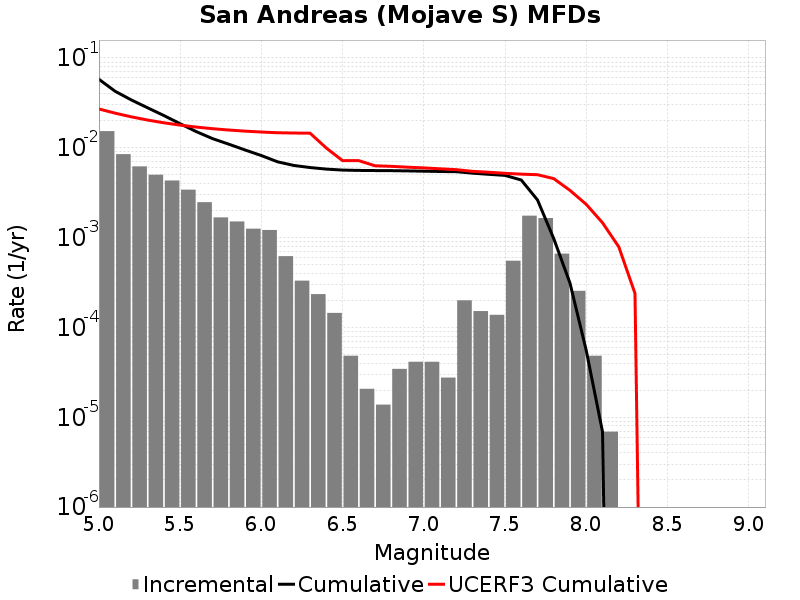 San Andreas (Mojave S) MFDs
10-1
10-2
10-3
10-4
10-5
10-6
Rate (1/yr)
5.0 5.5 6.0 6.5 7.0 7.5 8.0 8.5 9.0
Magnitude
Incremental Cumulative UCERF3 Cumulative